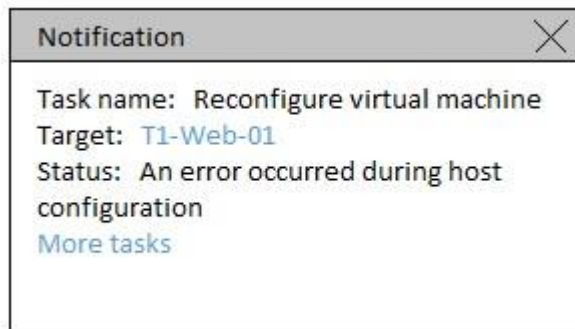 Notification
Task name: Reconfigure virtual machine
Target: T1-Web-01
Status: An error occurred during host
configuration
More tasks